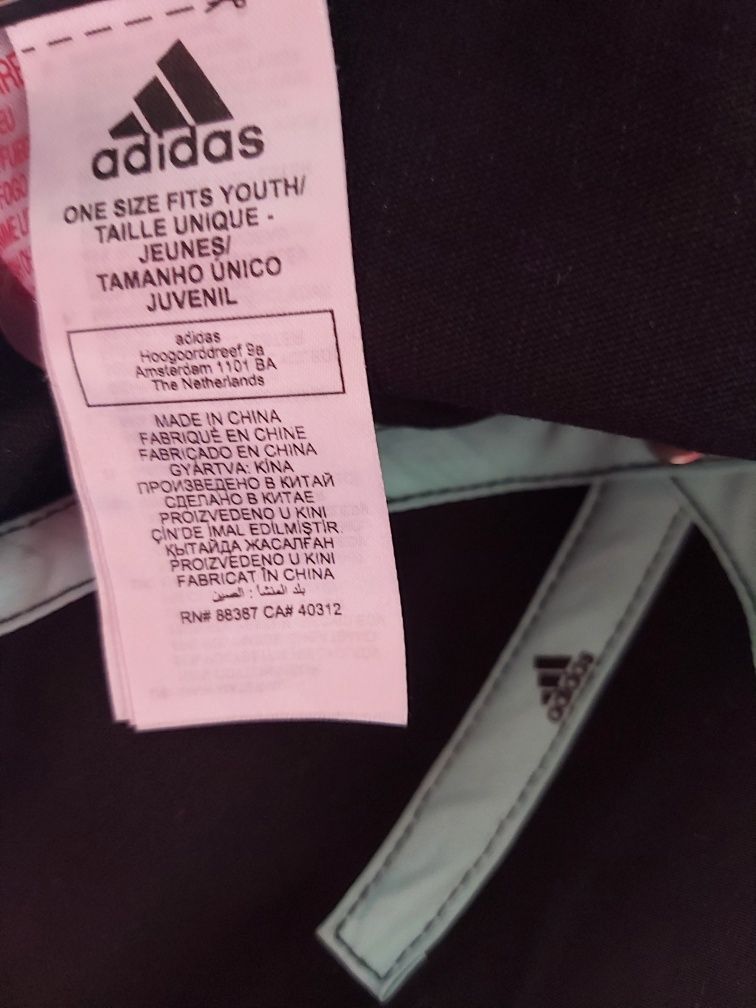 adidas
ONE SIZE FITS YOUTH/
TAILLE UNIQUE -
JEUNES/
TAMANHO ÚNICO
JUVENIL
adidas
Hoogoorddreef 9a
Amsterdam 1101 BA
The Netherlands
MADE IN CHINA
FABRIQUÉ EN CHINE
FABRICADO EN CHINA
GYÁRTVA: KÍNA
ПРОИЗВЕДЕНО В КИТАЙ
СДЕЛАНО В КИТАЕ
PROIZVEDENO U KINI
ÇİN'DE İMAL EDİLMİŞTİR
ҚЫТАЙДА ЖАСАЛҒАН
PROIZVEDENO U KINI
FABRICAT ÎN CHINA
بلد المنشأ : الصين
RN# 88387 CA# 40312
adidas